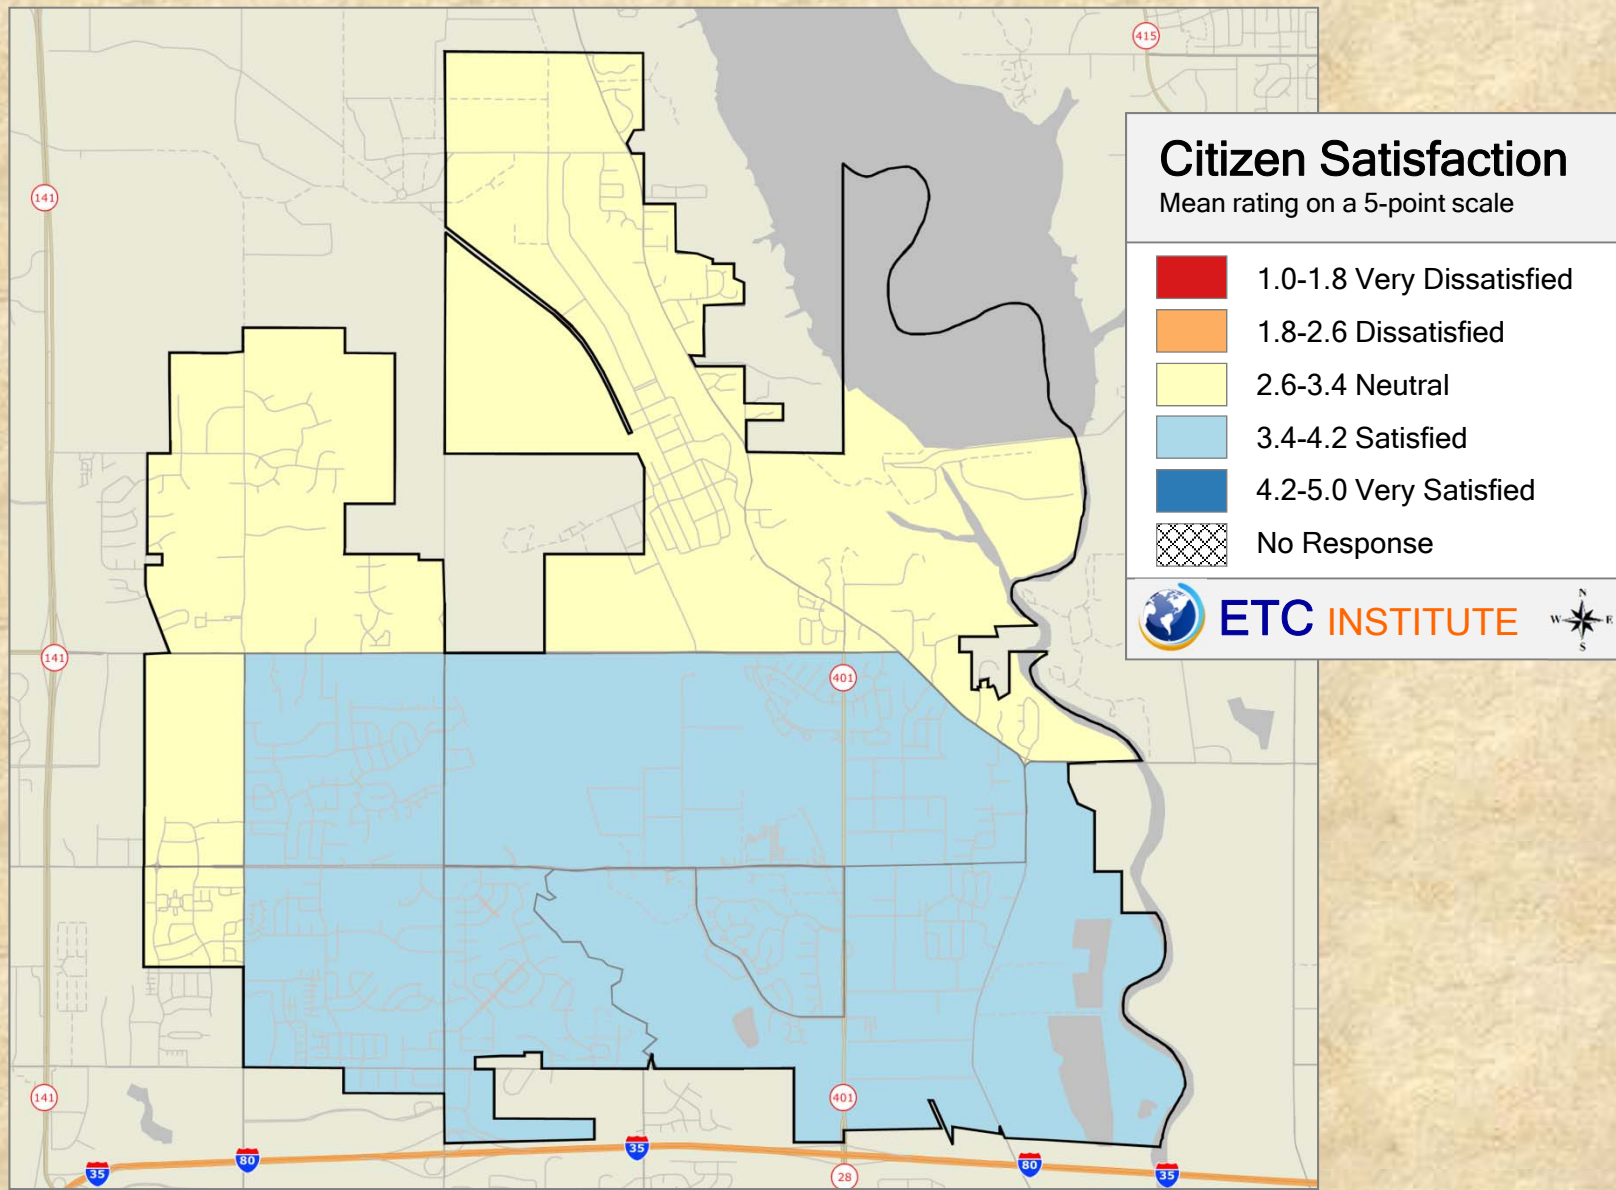 415
141
Citizen Satisfaction
Mean rating on a 5-point scale
1.0-1.8 Very Dissatisfied
1.8-2.6 Dissatisfied
2.6-3.4 Neutral
3.4-4.2 Satisfied
4.2-5.0 Very Satisfied
No Response
ETC INSTITUTE
N
W E
S
141
401
141
401
35
80
35
80
35
28